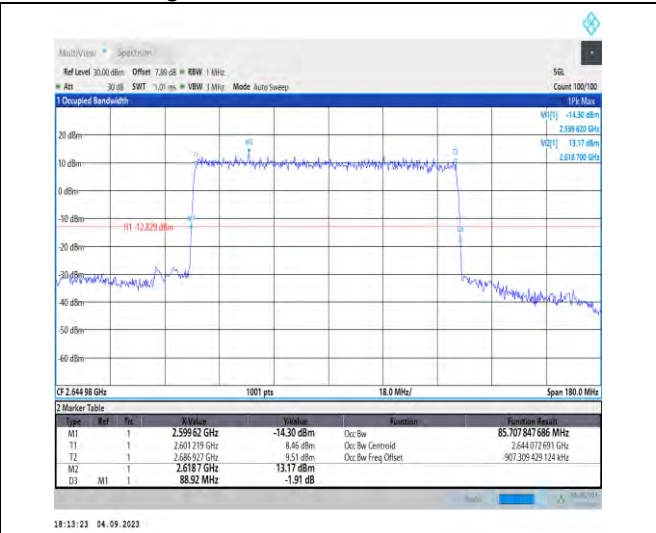 MultiView Spectrum
Ref Level 30.00 dBm Offset 7.89 dB RBW 1 MHz SGL
Att 30 dB SWT 1.01 ms VBW 3 MHz Mode Auto Sweep Count 100/100
1 Occupied Bandwidth 1Pk Max
M1[1] -14.30 dBm
2.599 620 GHz
M2[1] 13.17 dBm
2.618 700 GHz
20 dBm
10 dBm
0 dBm
-10 dBm
H1 -12.829 dBm
-20 dBm
-30 dBm
-40 dBm
-50 dBm
-60 dBm
CF 2.644 98 GHz 1001 pts 18.0 MHz/ Span 180.0 MHz
2 Marker Table
Type Ref Trc X-Value Y-Value Function Function Result
M1 1 2.599 62 GHz -14.30 dBm Occ Bw 85.707 847 686 MHz
T1 1 2.601 219 GHz 8.46 dBm Occ Bw Centroid 2.644 072 691 GHz
T2 1 2.686 927 GHz 9.51 dBm Occ Bw Freq Offset -907.309 429 124 kHz
M2 1 2.618 7 GHz 13.17 dBm
D3 M1 1 88.92 MHz -1.91 dB
18:13:23 04.09.2023